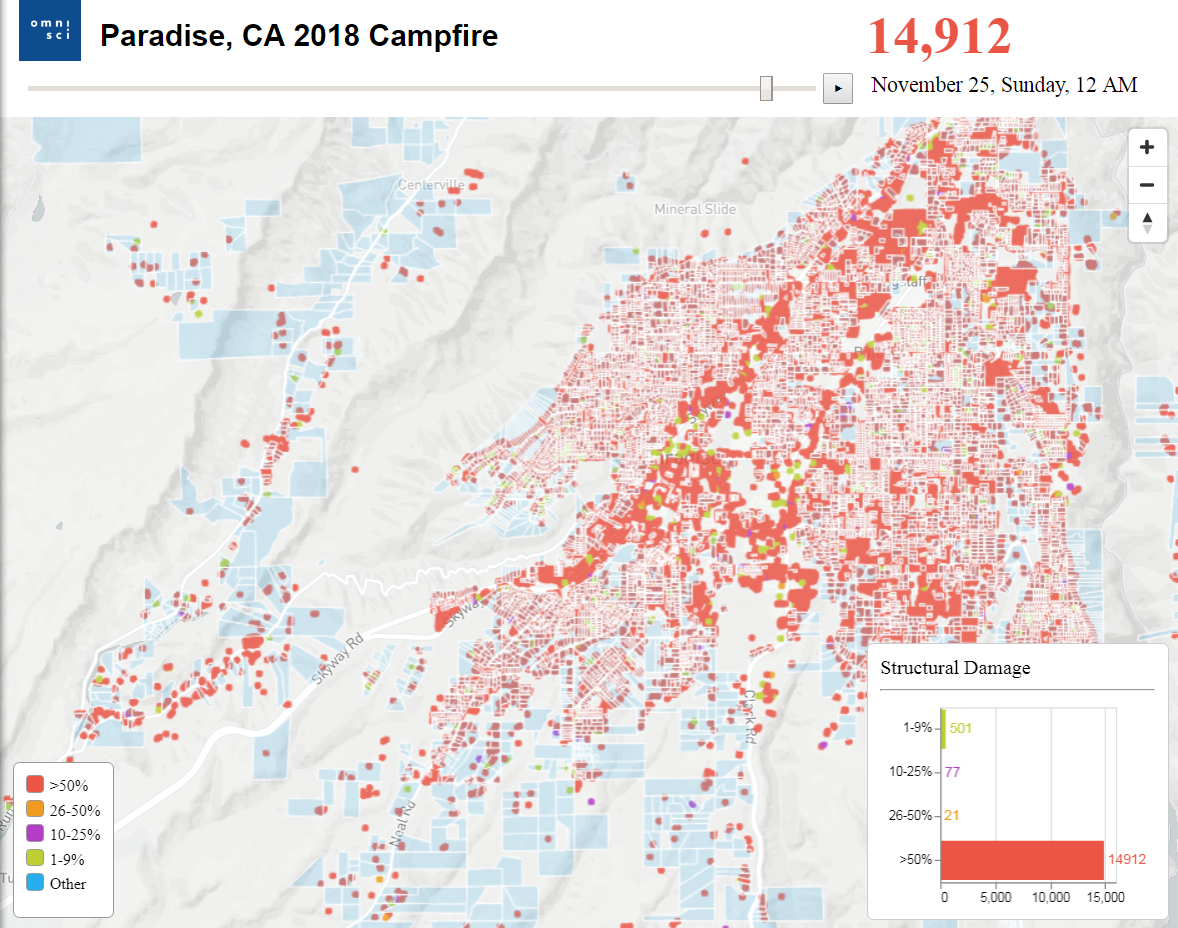 omni
sci
Paradise, CA 2018 Campfire
14,912
November 25, Sunday, 12 AM
Centerville
Mineral Slide
Skyway
Skyway Rd
Clark Rd
Neal Rd
>50%
26-50%
10-25%
1-9%
Other
Structural Damage
1-9%
501
10-25%
77
26-50%
21
>50%
14912
0
5,000
10,000
15,000